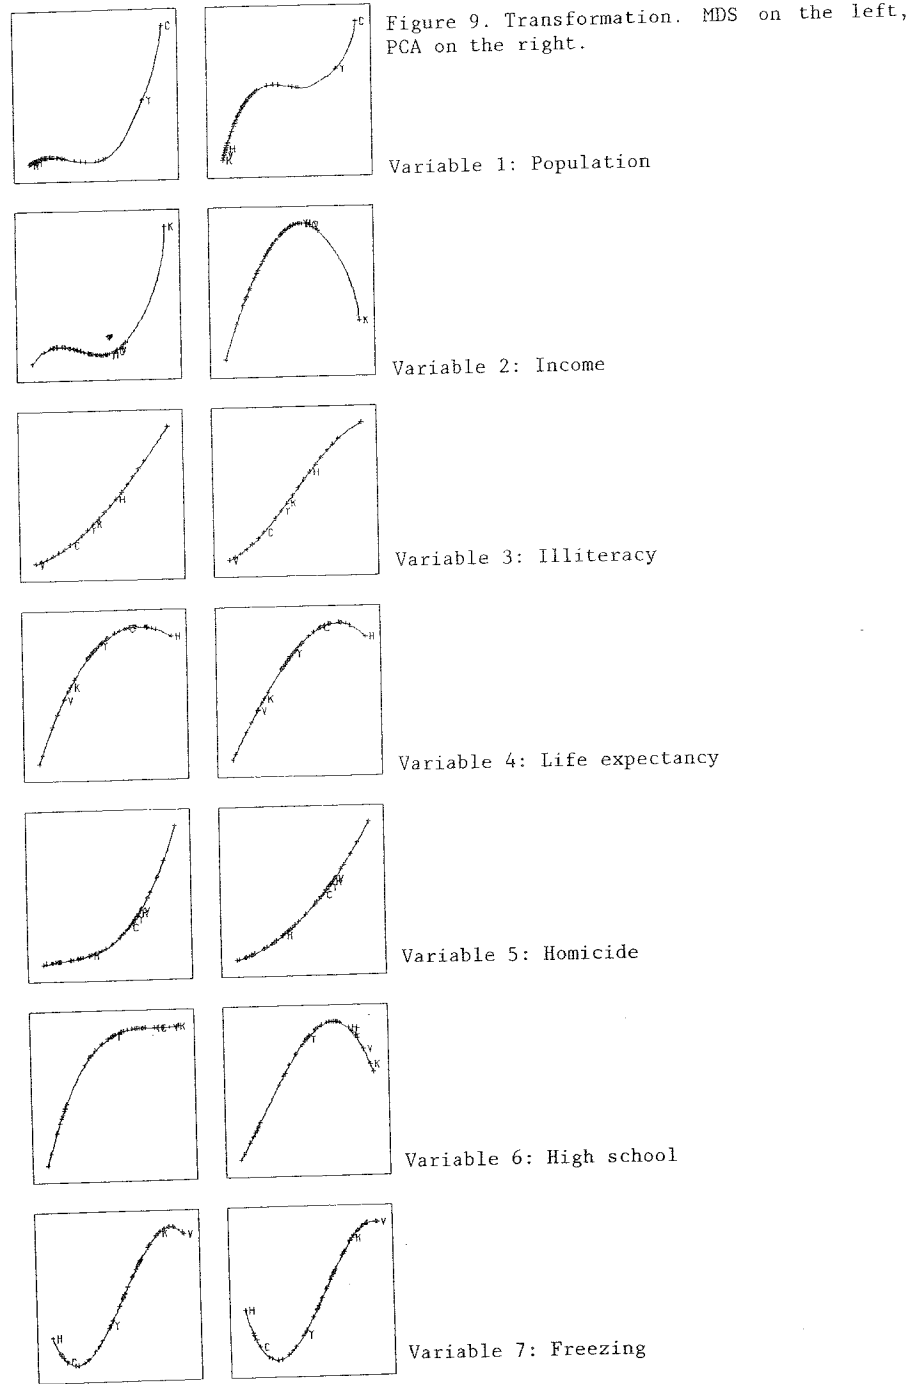 Figure 9. Transformation. MDS on the left,
PCA on the right.
C
Y
C
Y
H
K
Variable 1: Population
K
K
Variable 2: Income
H
K
Y
C
V
H
K
Y
C
V
Variable 3: Illiteracy
H
C
Y
K
V
H
C
Y
K
V
Variable 4: Life expectancy
C
H
C
H
Variable 5: Homicide
Y
K
Y
V
K
Variable 6: High school
K
V
H
C
Y
K
V
H
C
Y
Variable 7: Freezing